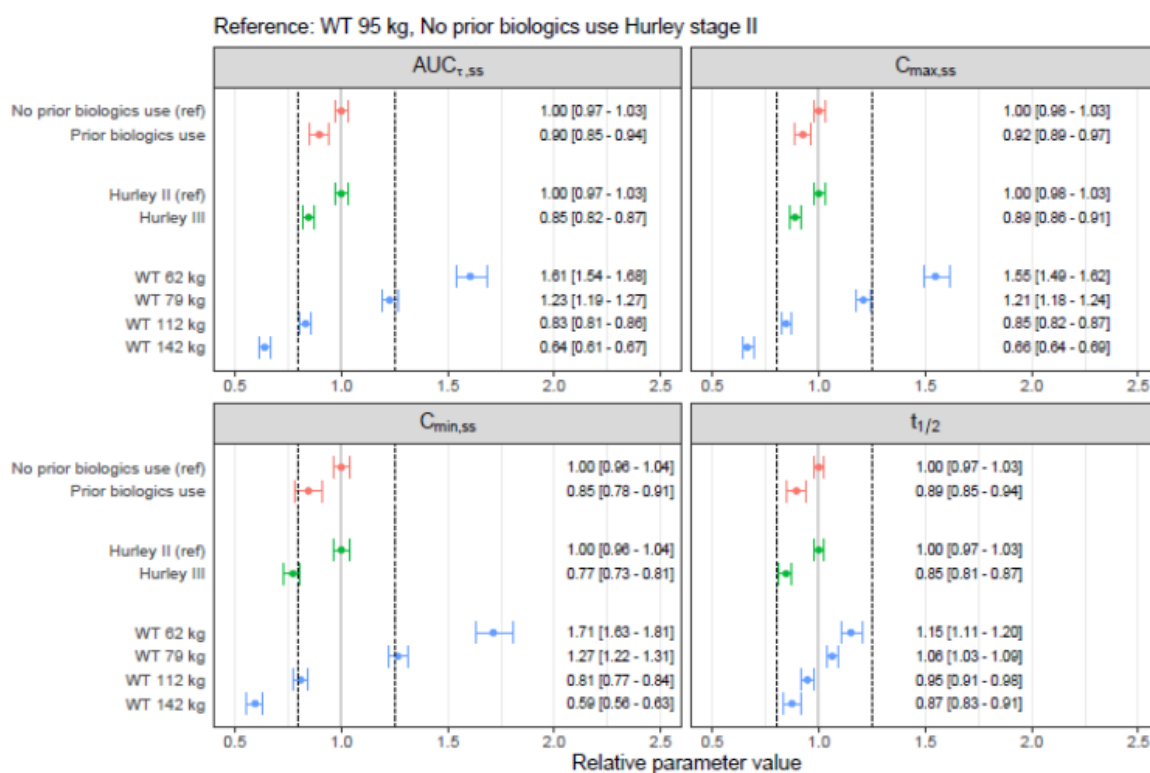 Reference: WT 95 kg, No prior biologics use Hurley stage II
AUCτ,ss
Cmax,ss
No prior biologics use (ref) 1.00 [0.97 - 1.03] 1.00 [0.98 - 1.03]
Prior biologics use 0.90 [0.85 - 0.94] 0.92 [0.89 - 0.97]
Hurley II (ref) 1.00 [0.97 - 1.03] 1.00 [0.98 - 1.03]
Hurley III 0.85 [0.82 - 0.87] 0.89 [0.86 - 0.91]
WT 62 kg 1.61 [1.54 - 1.68] 1.55 [1.49 - 1.62]
WT 79 kg 1.23 [1.19 - 1.27] 1.21 [1.18 - 1.24]
WT 112 kg 0.83 [0.81 - 0.86] 0.85 [0.82 - 0.87]
WT 142 kg 0.64 [0.61 - 0.67] 0.66 [0.64 - 0.69]
0.5 1.0 1.5 2.0 2.5 0.5 1.0 1.5 2.0 2.5
Cmin,ss
t1/2
No prior biologics use (ref) 1.00 [0.96 - 1.04] 1.00 [0.97 - 1.03]
Prior biologics use 0.85 [0.78 - 0.91] 0.89 [0.85 - 0.94]
Hurley II (ref) 1.00 [0.96 - 1.04] 1.00 [0.97 - 1.03]
Hurley III 0.77 [0.73 - 0.81] 0.85 [0.81 - 0.87]
WT 62 kg 1.71 [1.63 - 1.81] 1.15 [1.11 - 1.20]
WT 79 kg 1.27 [1.22 - 1.31] 1.06 [1.03 - 1.09]
WT 112 kg 0.81 [0.77 - 0.84] 0.95 [0.91 - 0.98]
WT 142 kg 0.59 [0.56 - 0.63] 0.87 [0.83 - 0.91]
0.5 1.0 1.5 2.0 2.5 0.5 1.0 1.5 2.0 2.5
Relative parameter value